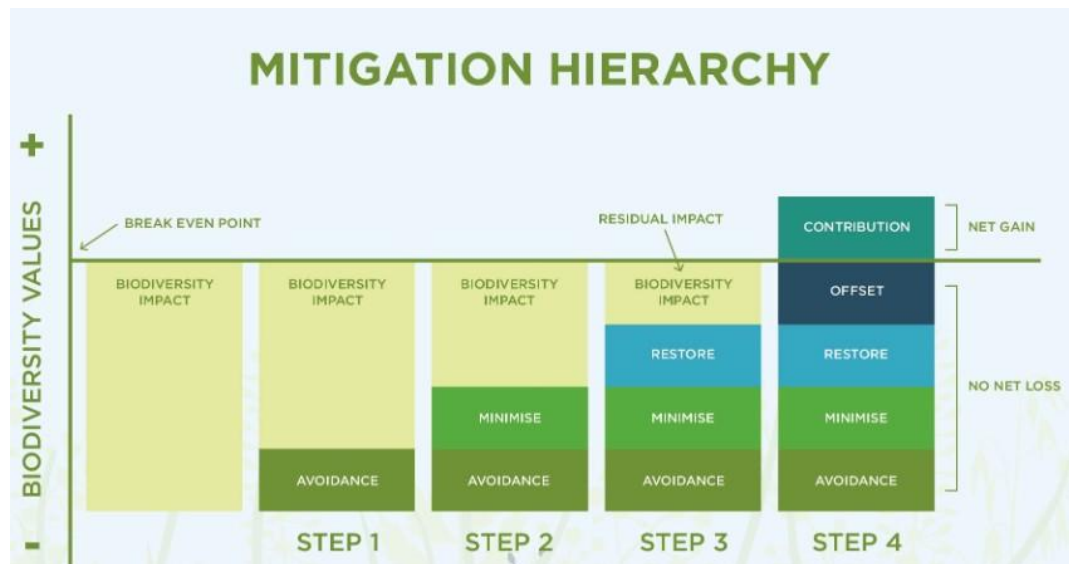 MITIGATION HIERARCHY
+
BIODIVERSITY VALUES
-
BREAK EVEN POINT
RESIDUAL IMPACT
CONTRIBUTION
NET GAIN
BIODIVERSITY
IMPACT
BIODIVERSITY
IMPACT
BIODIVERSITY
IMPACT
BIODIVERSITY
IMPACT
OFFSET
RESTORE
RESTORE
NO NET LOSS
MINIMISE
MINIMISE
MINIMISE
AVOIDANCE
AVOIDANCE
AVOIDANCE
AVOIDANCE
STEP 1
STEP 2
STEP 3
STEP 4